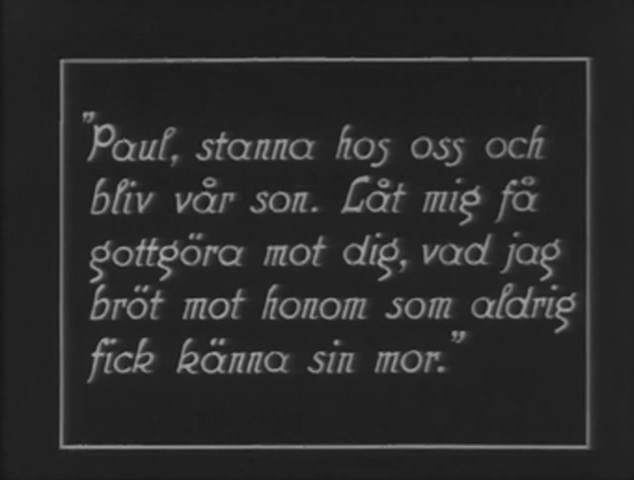 "Paul, stanna hos oss och
bliv vår son. Låt mig få
gottgöra mot dig, vad jag
bröt mot honom som aldrig
fick känna sin mor."